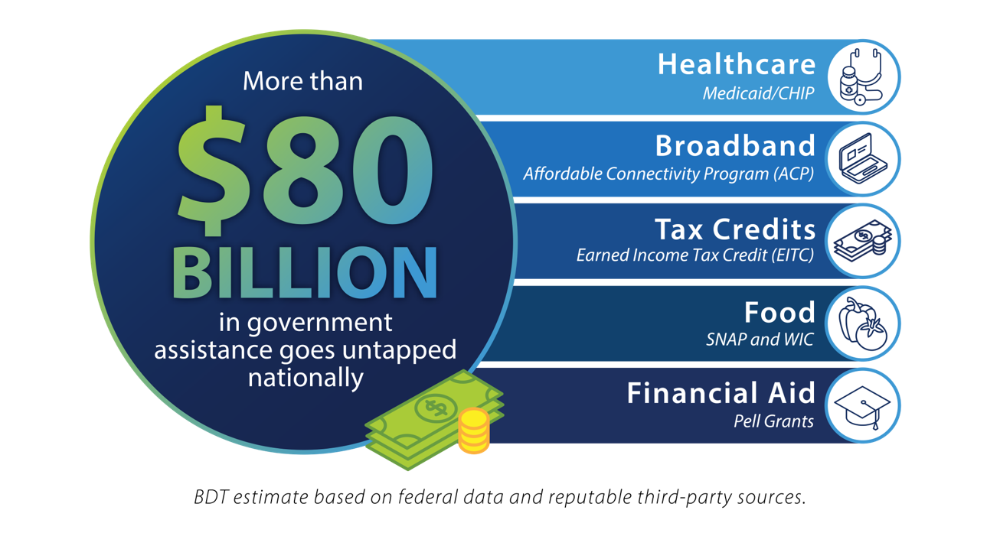 More than
$80
BILLION
in government
assistance goes untapped
nationally
Healthcare
Medicaid/CHIP
Broadband
Affordable Connectivity Program (ACP)
Tax Credits
Earned Income Tax Credit (EITC)
Food
SNAP and WIC
Financial Aid
Pell Grants
BDT estimate based on federal data and reputable third-party sources.